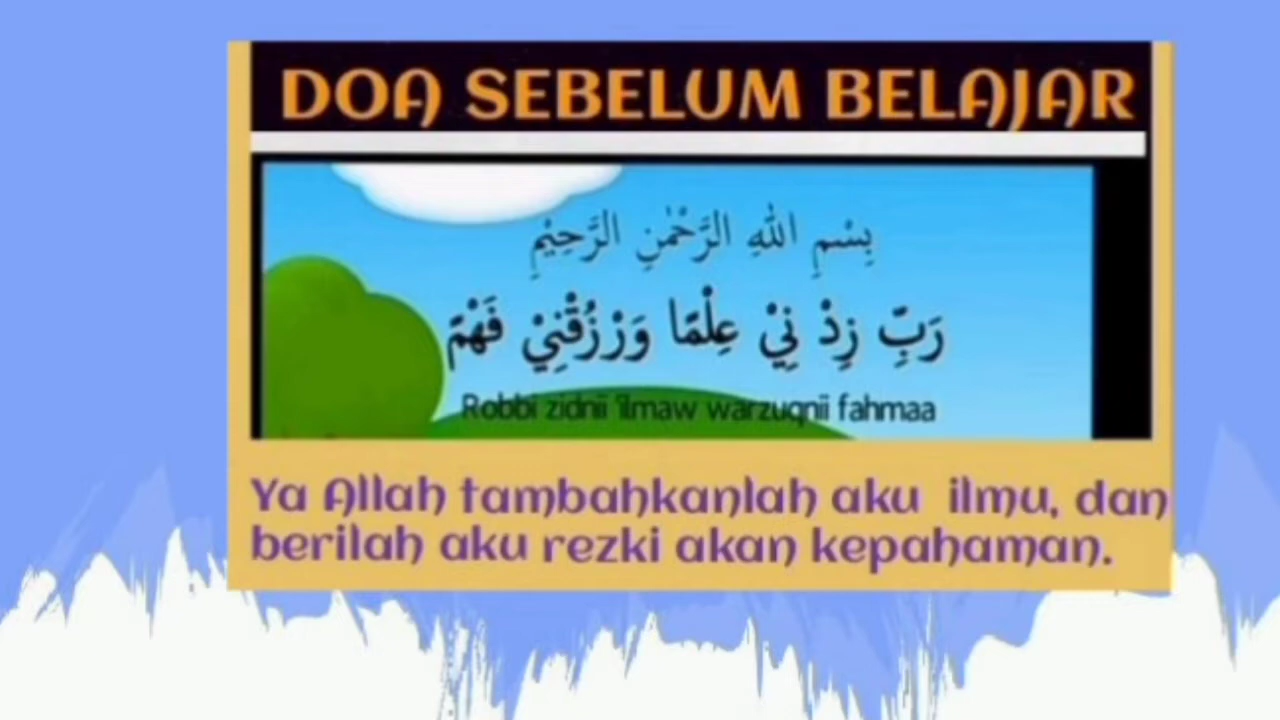 DOA SEBELUM BELAJAR
بِسْمِ اللّٰهِ الرَّحْمٰنِ الرَّحِيْمِ
رَبِّ زِدْ نِيْ عِلْمًا وَرْزُقْنِيْ فَهْمً
Robbi zidnii 'ilmaw warzuqnii fahmaa
Ya Allah tambahkanlah aku ilmu, dan
berilah aku rezki akan kepahaman.